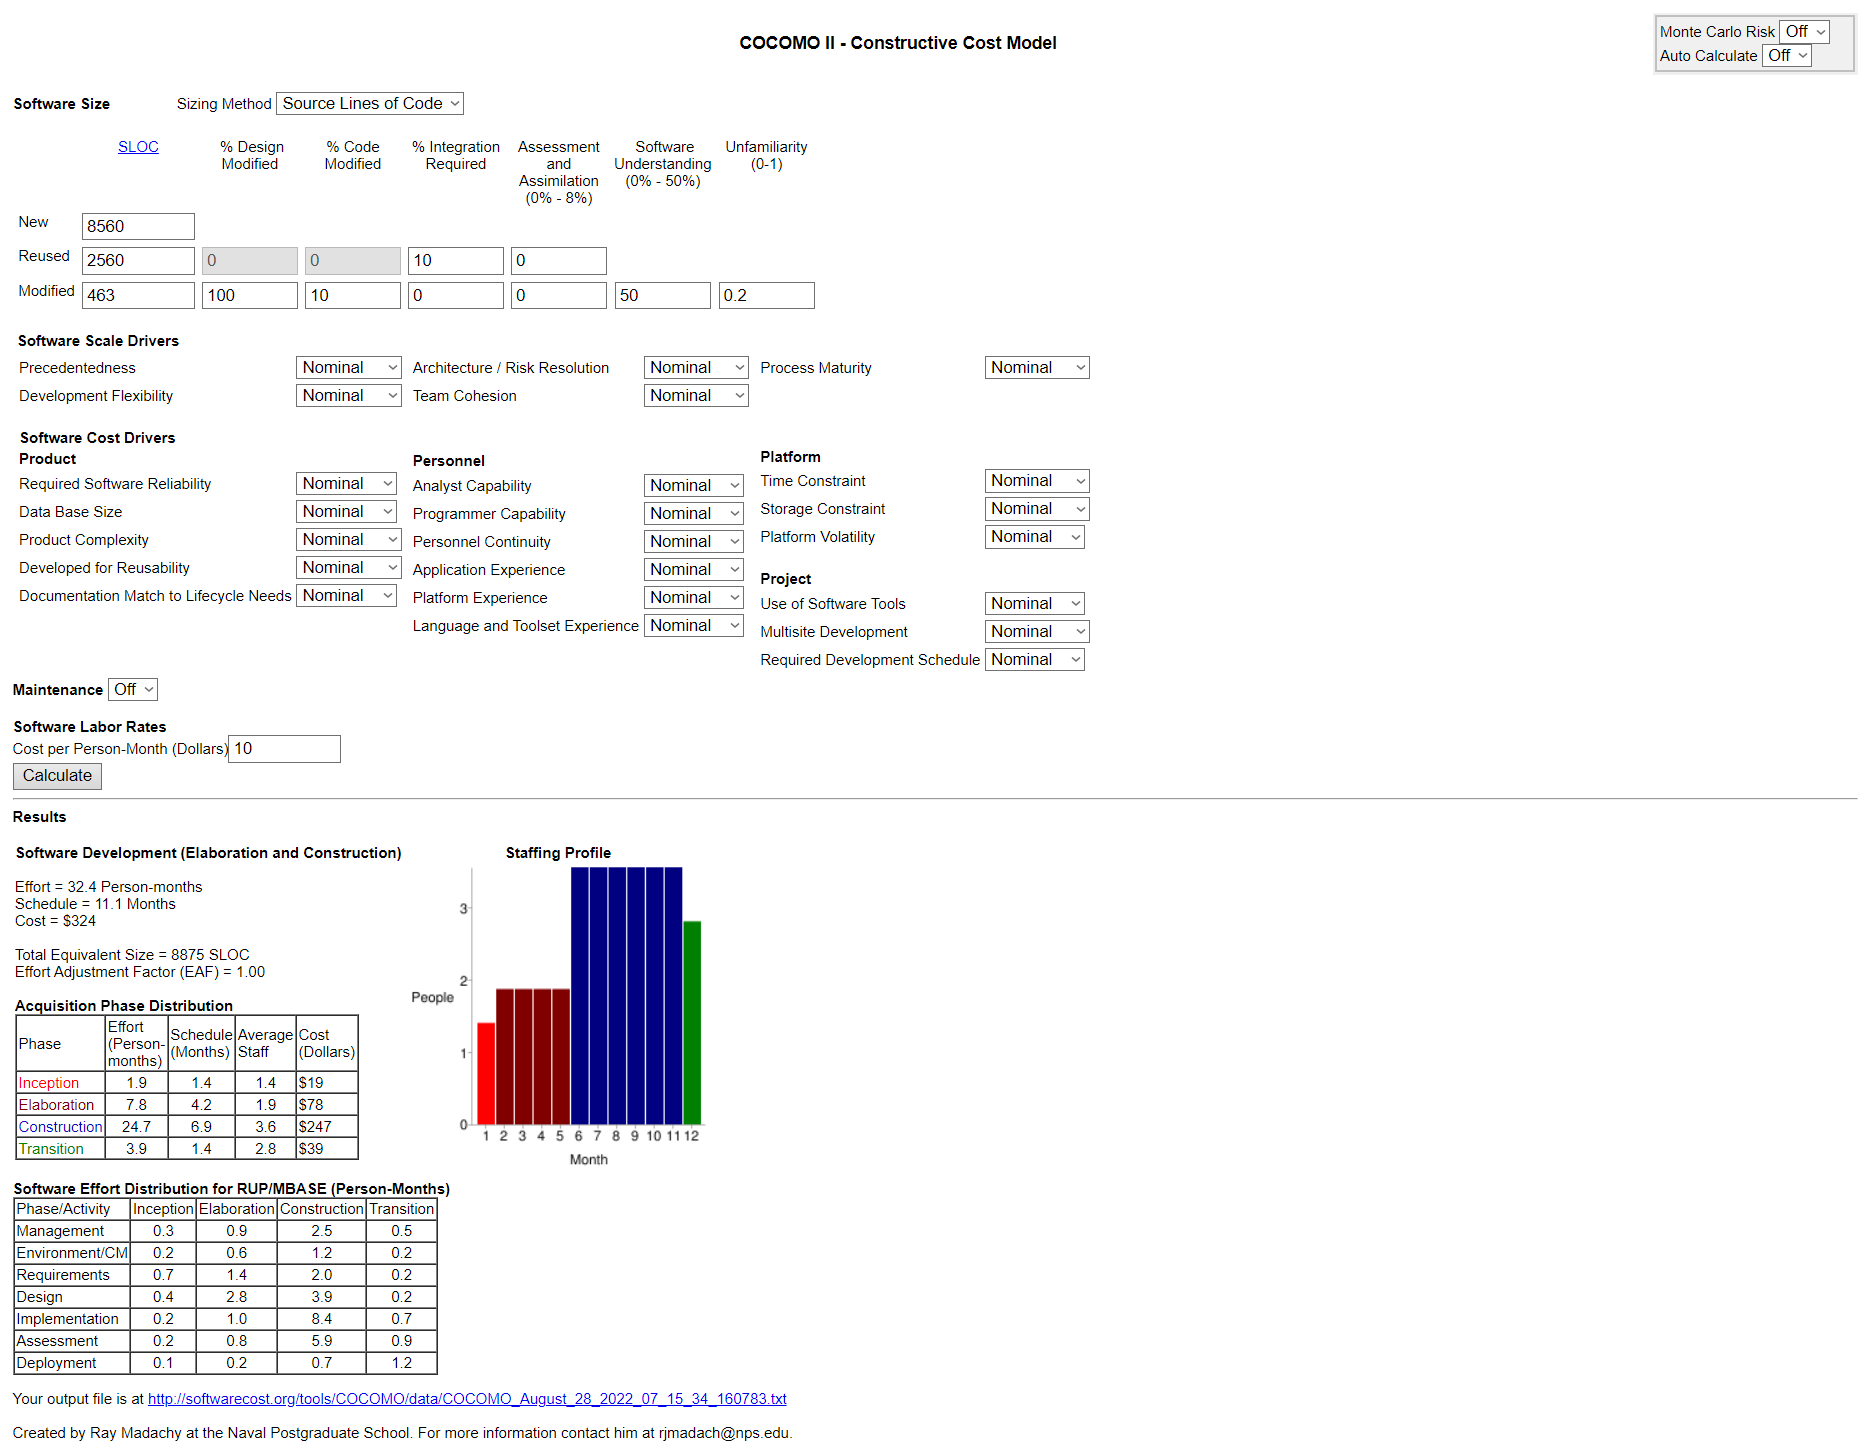 COCOMO II - Constructive Cost Model
Monte Carlo Risk Off
Auto Calculate Off
Software Size Sizing Method Source Lines of Code
SLOC % Design Modified % Code Modified % Integration Required Assessment and Assimilation (0% - 8%) Software Understanding (0% - 50%) Unfamiliarity (0-1)
New 8560
Reused 2560 0 0 10 0
Modified 463 100 10 0 0 50 0.2
Software Scale Drivers
Precedentedness Nominal Architecture / Risk Resolution Nominal Process Maturity Nominal
Development Flexibility Nominal Team Cohesion Nominal
Software Cost Drivers
Product
Required Software Reliability Nominal
Data Base Size Nominal
Product Complexity Nominal
Developed for Reusability Nominal
Documentation Match to Lifecycle Needs Nominal
Personnel
Analyst Capability Nominal
Programmer Capability Nominal
Personnel Continuity Nominal
Application Experience Nominal
Platform Experience Nominal
Language and Toolset Experience Nominal
Platform
Time Constraint Nominal
Storage Constraint Nominal
Platform Volatility Nominal
Project
Use of Software Tools Nominal
Multisite Development Nominal
Required Development Schedule Nominal
Maintenance Off
Software Labor Rates
Cost per Person-Month (Dollars) 10
Calculate
Results
Software Development (Elaboration and Construction)
Effort = 32.4 Person-months
Schedule = 11.1 Months
Cost = $324
Total Equivalent Size = 8875 SLOC
Effort Adjustment Factor (EAF) = 1.00
Acquisition Phase Distribution
Phase Effort (Person-months) Schedule (Months) Average Staff Cost (Dollars)
Inception 1.9 1.4 1.4 $19
Elaboration 7.8 4.2 1.9 $78
Construction 24.7 6.9 3.6 $247
Transition 3.9 1.4 2.8 $39
Staffing Profile
3
2
People
1
0
1 2 3 4 5 6 7 8 9 10 11 12
Month
Software Effort Distribution for RUP/MBASE (Person-Months)
Phase/Activity Inception Elaboration Construction Transition
Management 0.3 0.9 2.5 0.5
Environment/CM 0.2 0.6 1.2 0.2
Requirements 0.7 1.4 2.0 0.2
Design 0.4 2.8 3.9 0.2
Implementation 0.2 1.0 8.4 0.7
Assessment 0.2 0.8 5.9 0.9
Deployment 0.1 0.2 0.7 1.2
Your output file is at http://softwarecost.org/tools/COCOMO/data/COCOMO_August_28_2022_07_15_34_160783.txt
Created by Ray Madachy at the Naval Postgraduate School. For more information contact him at rjmadach@nps.edu.